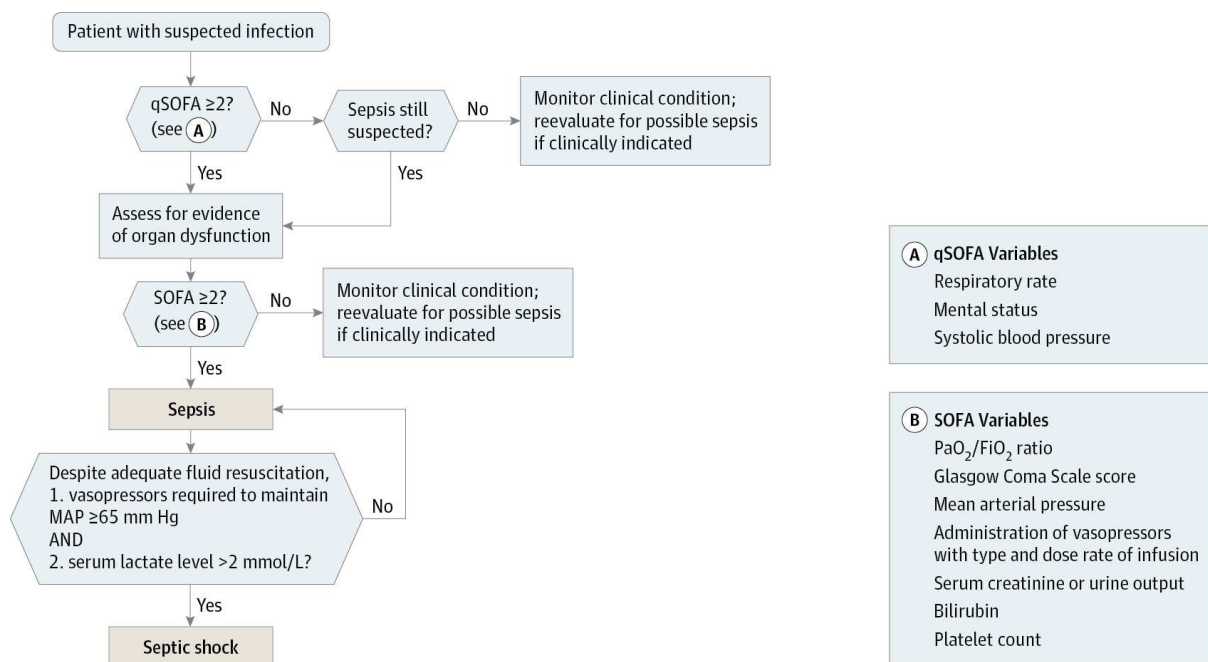 Patient with suspected infection
qSOFA ≥2?
(see A)
No
Sepsis still
suspected?
No
Monitor clinical condition;
reevaluate for possible sepsis
if clinically indicated
Yes
Yes
Assess for evidence
of organ dysfunction
SOFA ≥2?
(see B)
No
Monitor clinical condition;
reevaluate for possible sepsis
if clinically indicated
Yes
Sepsis
Despite adequate fluid resuscitation,
1. vasopressors required to maintain
MAP ≥65 mm Hg
AND
2. serum lactate level >2 mmol/L?
No
Yes
Septic shock
A qSOFA Variables
Respiratory rate
Mental status
Systolic blood pressure
B SOFA Variables
PaO₂/FiO₂ ratio
Glasgow Coma Scale score
Mean arterial pressure
Administration of vasopressors
with type and dose rate of infusion
Serum creatinine or urine output
Bilirubin
Platelet count